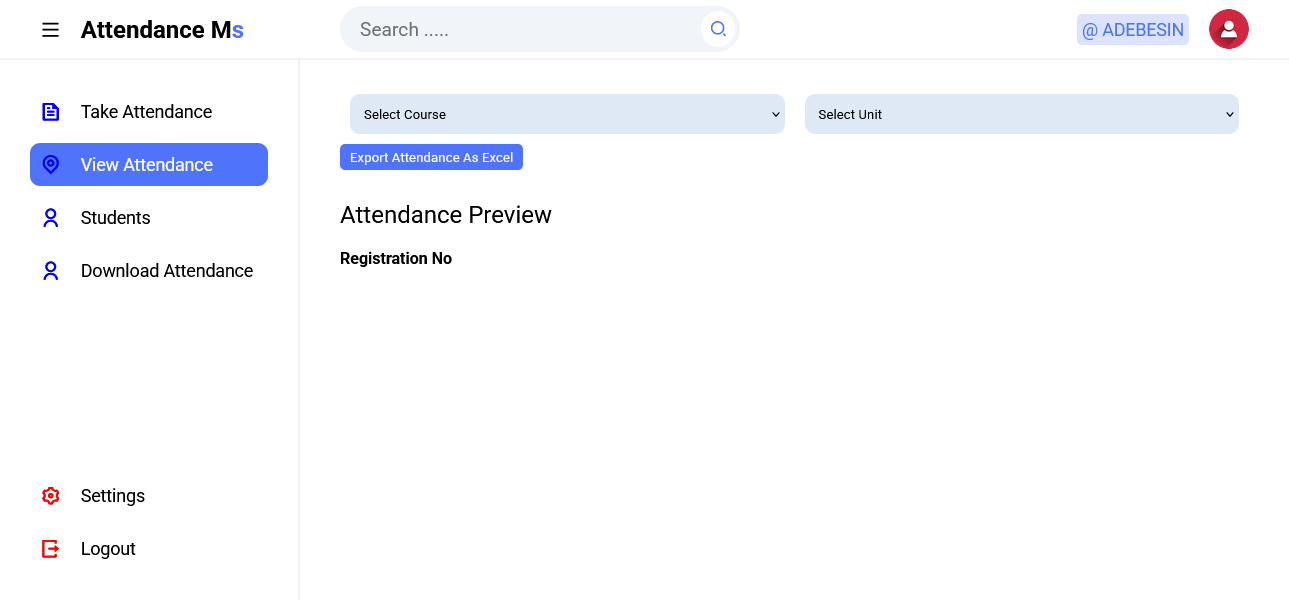 Attendance Ms
Search .....
@ ADEBESIN
Take Attendance
View Attendance
Students
Download Attendance
Settings
Logout
Select Course
Select Unit
Export Attendance As Excel
Attendance Preview
Registration No